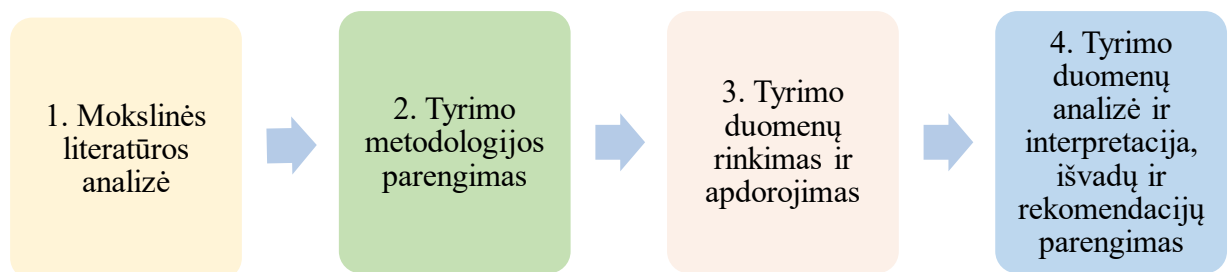 1. Mokslinės
literatūros
analizė
2. Tyrimo
metodologijos
parengimas
3. Tyrimo
duomenų
rinkimas ir
apdorojimas
4. Tyrimo
duomenų
analizė ir
interpretacija,
išvadų ir
rekomendacijų
parengimas